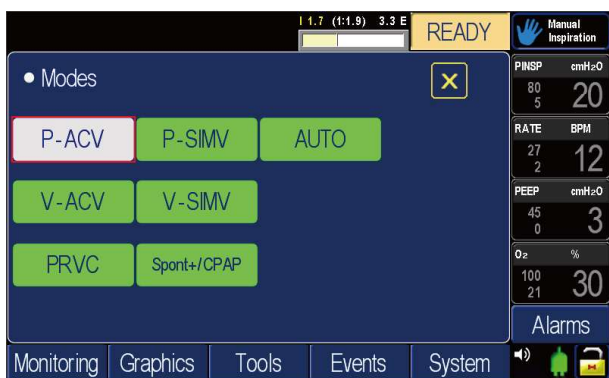 I 1.7 (1:1.9) 3.3 E
READY
Manual
Inspiration
Modes
P-ACV P-SIMV AUTO
V-ACV V-SIMV
PRVC Spont+/CPAP
PINSP cmH2O
80
5
20
RATE BPM
27
2
12
PEEP cmH2O
45
0
3
O2 %
100
21
30
Alarms
Monitoring Graphics Tools Events System